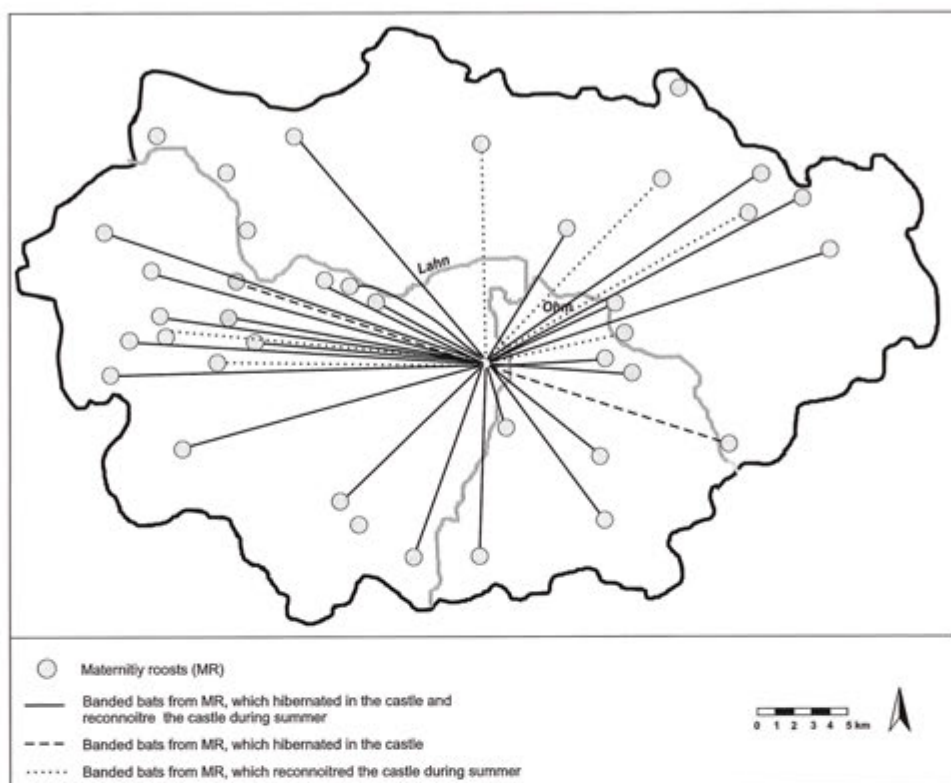 Lahn
Ohm
Maternitiy roosts (MR)
Banded bats from MR, which hibernated in the castle and
reconnoitre the castle during summer
0 1 2 3 4 5 km
Banded bats from MR, which hibernated in the castle
Banded bats from MR, which reconnoitred the castle during summer